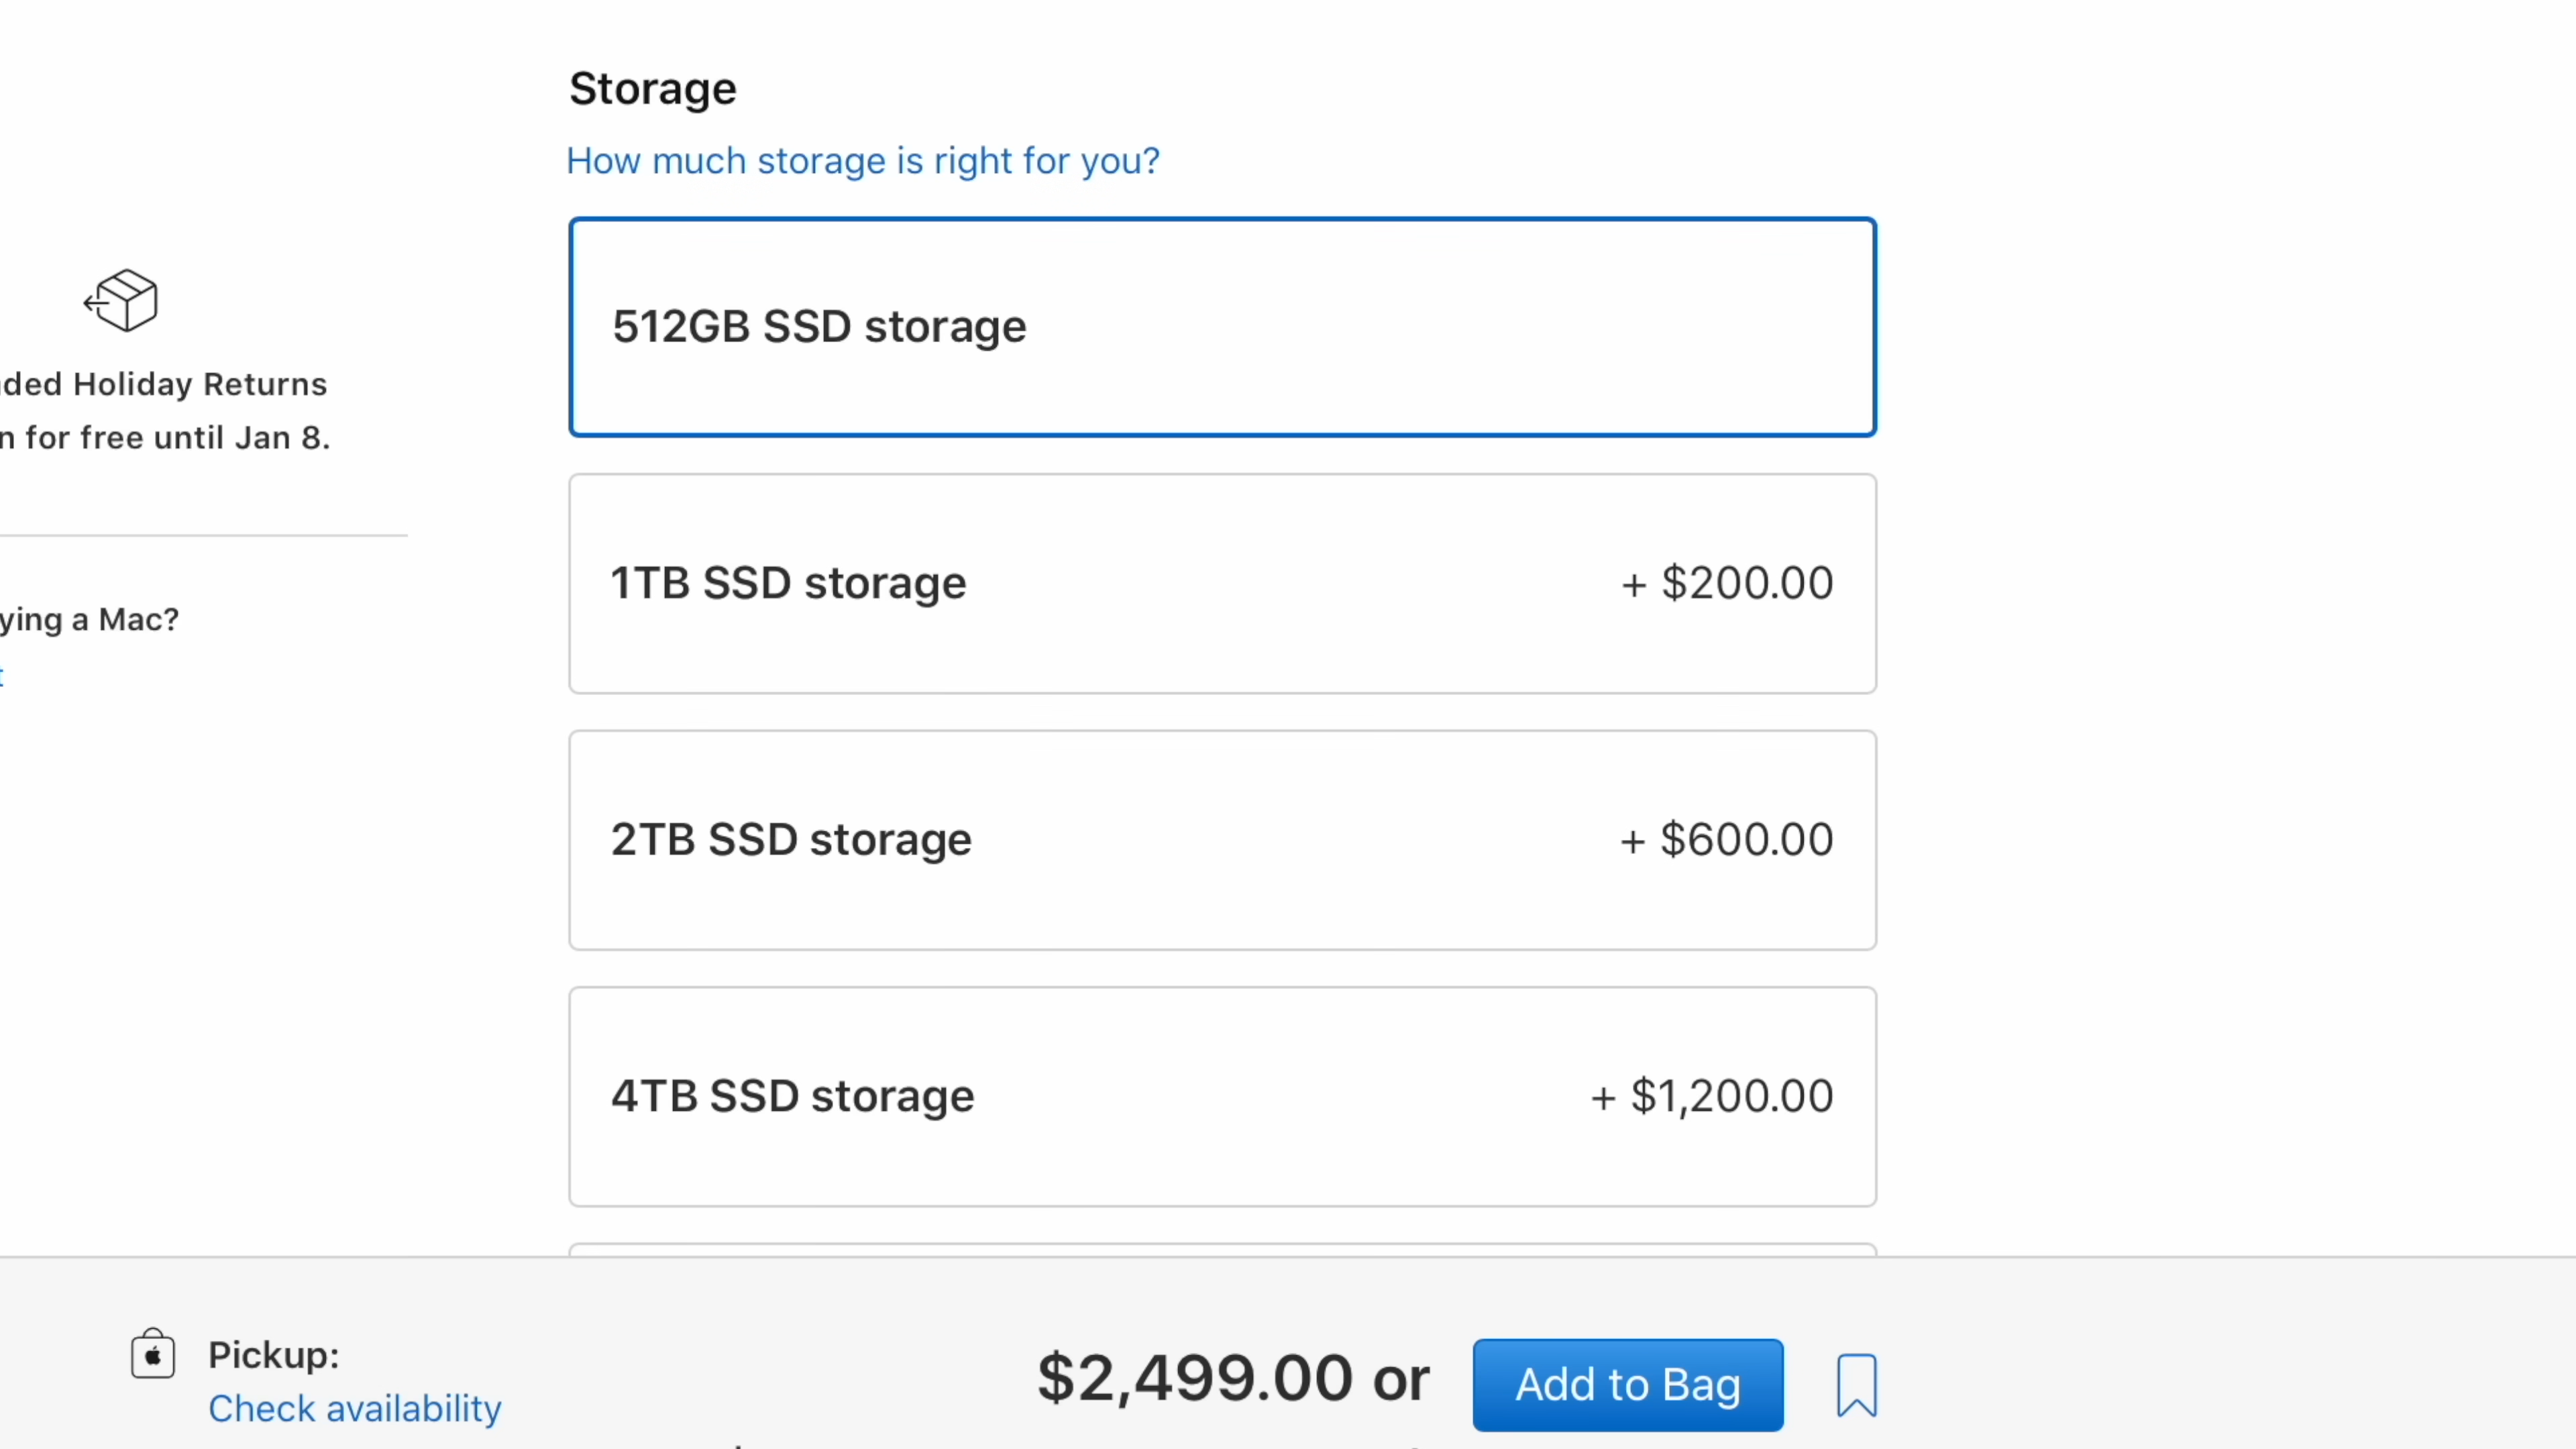 Storage
How much storage is right for you?
512GB SSD storage
ded Holiday Returns
n for free until Jan 8.
1TB SSD storage + $200.00
ying a Mac?
2TB SSD storage + $600.00
4TB SSD storage + $1,200.00
Pickup:
Check availability
$2,499.00 or
Add to Bag